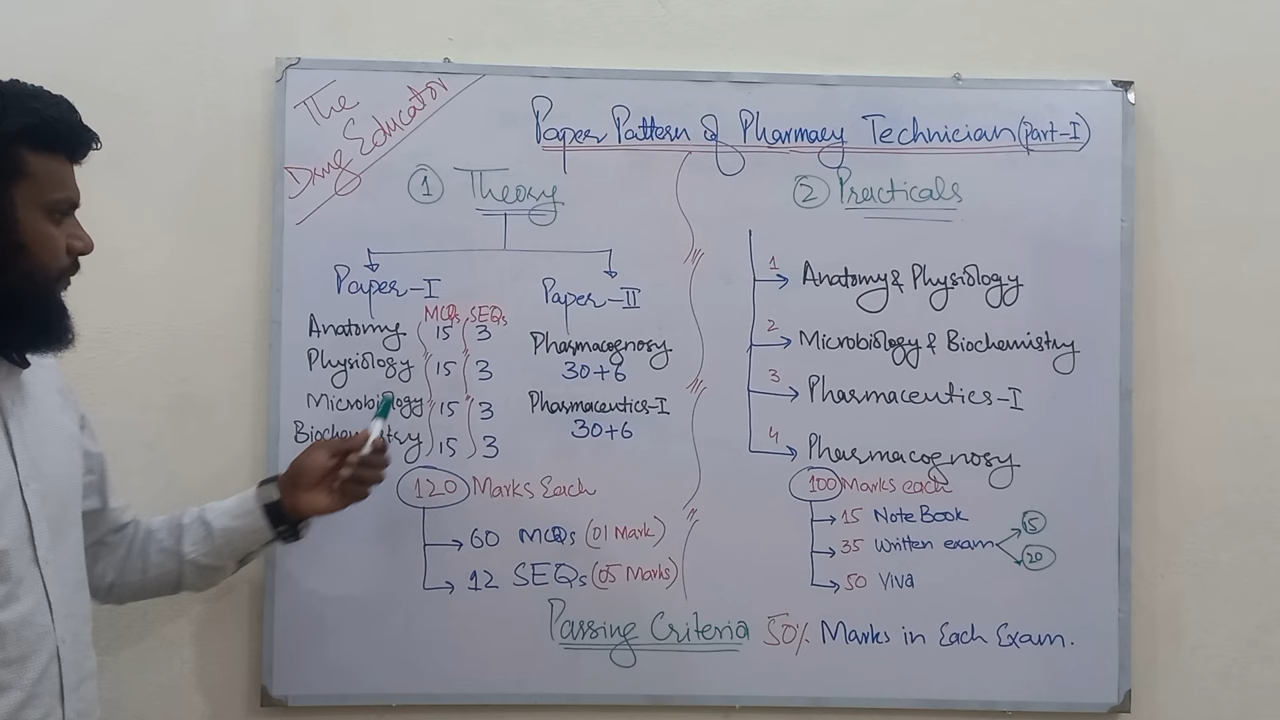 The
Drug Educator
Paper Pattern of Pharmacy Technician (Part-I)
1 Theory
Paper-I
MCQs SEQs
Anatomy 15 3
Physiology 15 3
Microbiology 15 3
Biochemistry 15 3
Paper-II
Pharmacognosy
30+6
Pharmaceutics-I
30+6
120 Marks Each
60 MCQs (01 Mark)
12 SEQs (05 Marks)
2 Practicals
1 Anatomy & Physiology
2 Microbiology & Biochemistry
3 Pharmaceutics-I
4 Pharmacognosy
100 Marks each
15 Note Book
35 Written exam 15
20
50 Viva
Passing Criteria 50% Marks in Each Exam.